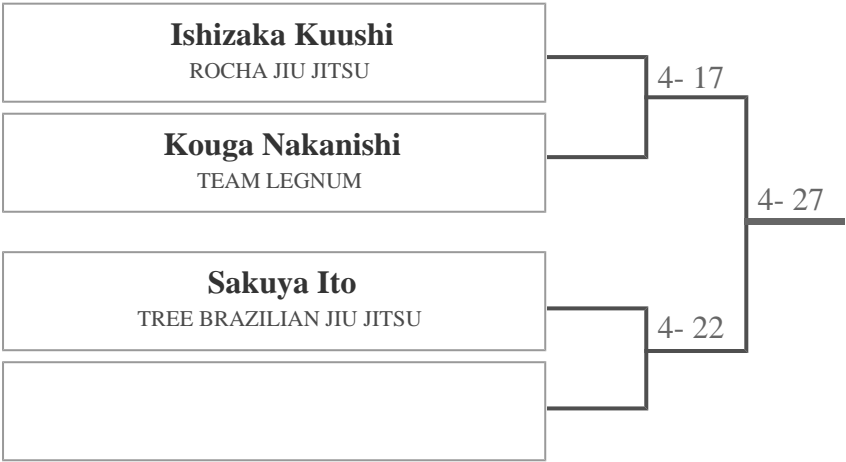 Ishizaka Kuushi
ROCHA JIU JITSU
4- 17
Kouga Nakanishi
TEAM LEGNUM
4- 27
Sakuya Ito
TREE BRAZILIAN JIU JITSU
4- 22